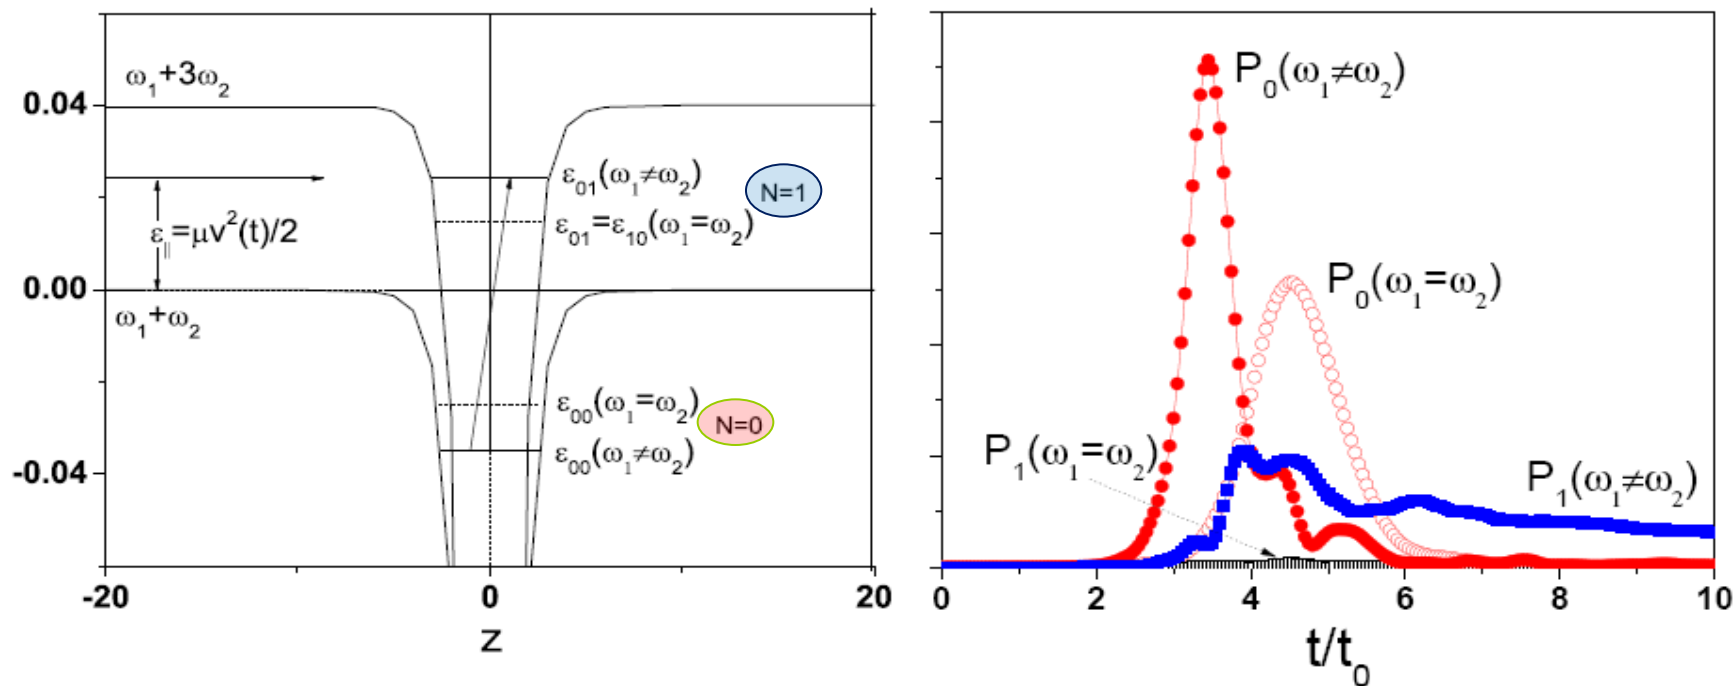 ω₁+3ω₂
0.04
ε₀₁(ω₁≠ω₂)
N=1
ε₀₁=ε₁₀(ω₁=ω₂)
ε||=μv²(t)/2
0.00
ω₁+ω₂
ε₀₀(ω₁=ω₂)
N=0
ε₀₀(ω₁≠ω₂)
-0.04
-20
0
20
z
P₀(ω₁≠ω₂)
P₀(ω₁=ω₂)
P₁(ω₁=ω₂)
P₁(ω₁≠ω₂)
0
2
4
6
8
10
t/t₀